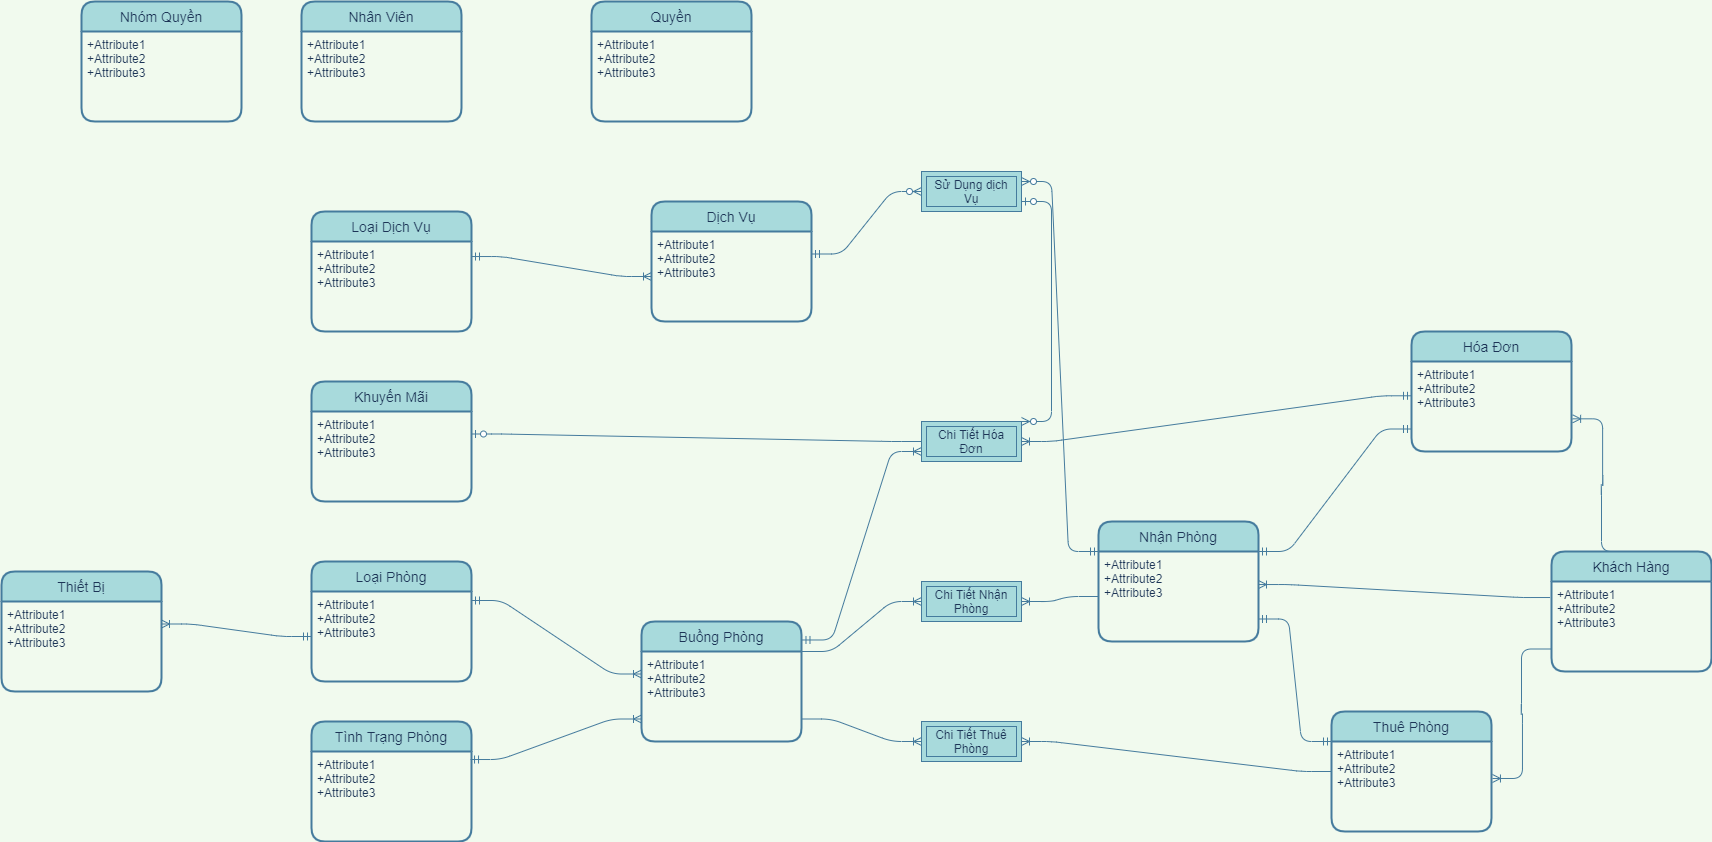 Nhóm Quyền
+Attribute1
+Attribute2
+Attribute3
Nhân Viên
+Attribute1
+Attribute2
+Attribute3
Quyền
+Attribute1
+Attribute2
+Attribute3
Sử Dụng dịch
Vụ
Loại Dịch Vụ
+Attribute1
+Attribute2
+Attribute3
Dịch Vụ
+Attribute1
+Attribute2
+Attribute3
Hóa Đơn
+Attribute1
+Attribute2
+Attribute3
Khuyến Mãi
+Attribute1
+Attribute2
+Attribute3
Chi Tiết Hóa
Đơn
Nhận Phòng
+Attribute1
+Attribute2
+Attribute3
Khách Hàng
+Attribute1
+Attribute2
+Attribute3
Thiết Bị
+Attribute1
+Attribute2
+Attribute3
Loại Phòng
+Attribute1
+Attribute2
+Attribute3
Chi Tiết Nhận
Phòng
Buồng Phòng
+Attribute1
+Attribute2
+Attribute3
Tình Trạng Phòng
+Attribute1
+Attribute2
+Attribute3
Chi Tiết Thuê
Phòng
Thuê Phòng
+Attribute1
+Attribute2
+Attribute3